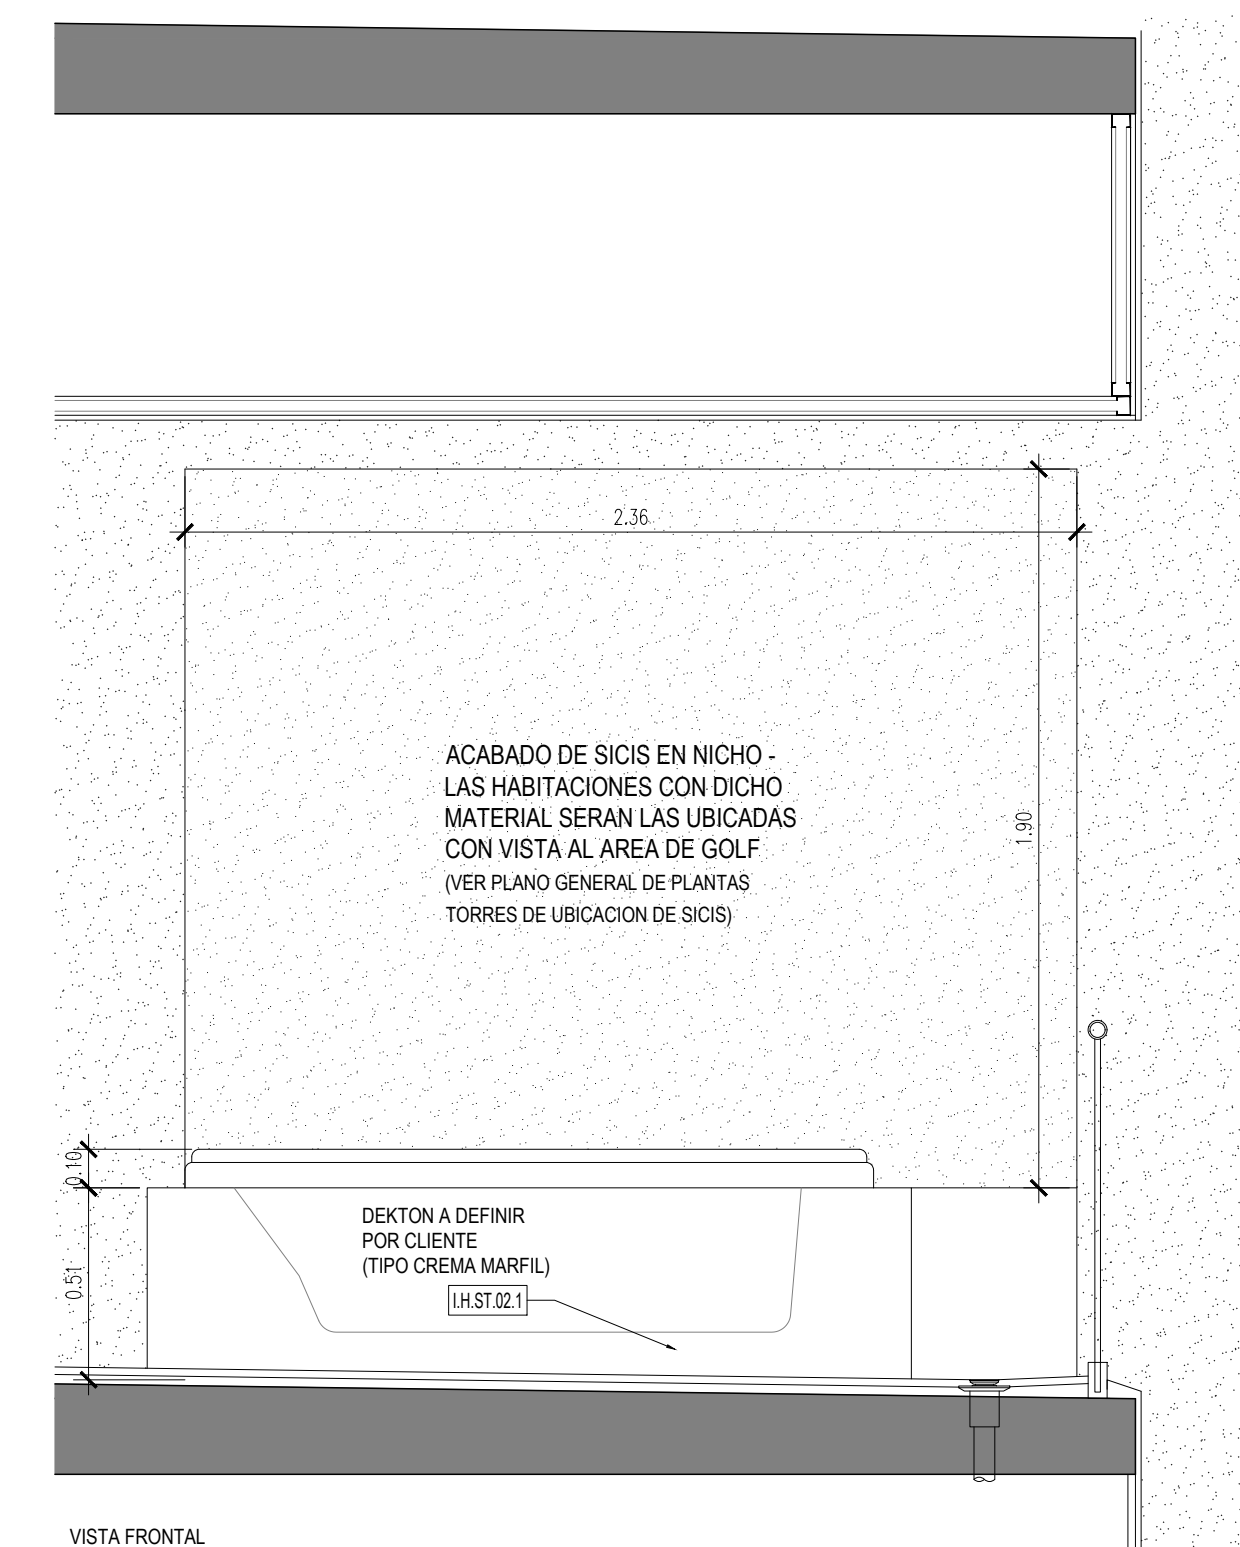 2.36
ACABADO DE SICIS EN NICHO -
LAS HABITACIONES CON DICHO
MATERIAL SERAN LAS UBICADAS
CON VISTA AL AREA DE GOLF
(VER PLANO GENERAL DE PLANTAS
TORRES DE UBICACION DE SICIS)
1.90
0.10
DEKTON A DEFINIR
POR CLIENTE
(TIPO CREMA MARFIL)
I.H.ST.02.1
0.51
VISTA FRONTAL